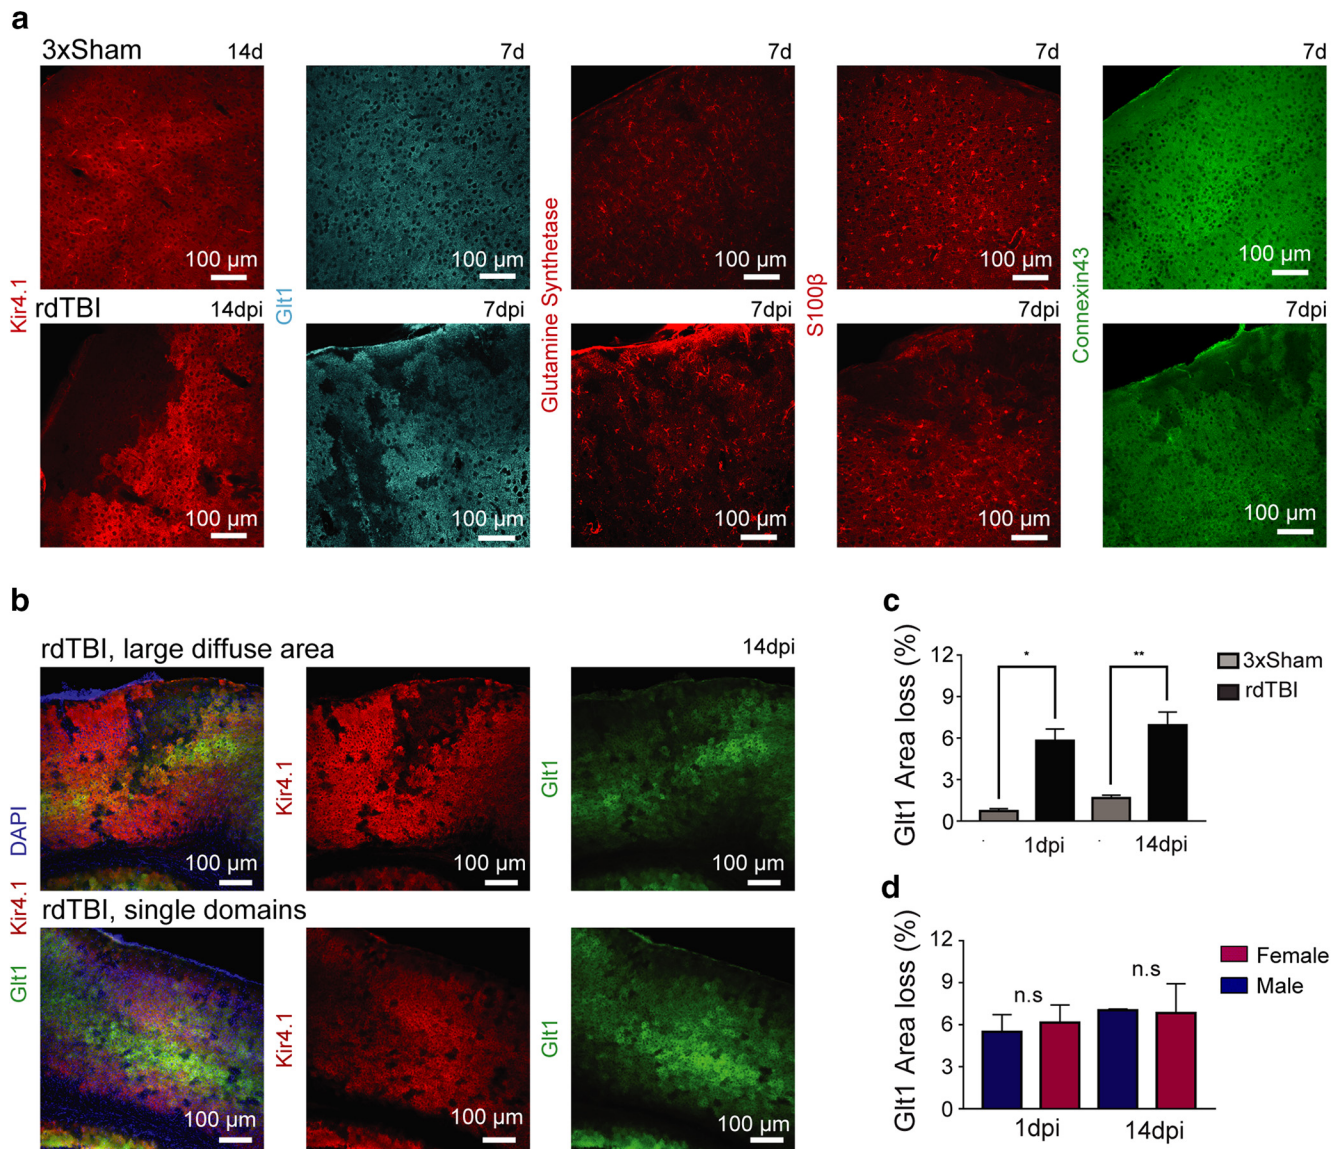 a
3xSham 14d 7d 7d 7d 7d
100 µm 100 µm 100 µm 100 µm 100 µm
Kir4.1
Glt1
Glutamine Synthetase
S100β
Connexin43
rdTBI 14dpi 7dpi 7dpi 7dpi 7dpi
100 µm 100 µm 100 µm 100 µm 100 µm
b
rdTBI, large diffuse area 14dpi
Glt1 Kir4.1 DAPI
Kir4.1
Glt1
100 µm 100 µm 100 µm
rdTBI, single domains
Kir4.1
Glt1
100 µm 100 µm 100 µm
c
Glt1 Area loss (%)
12
9
6
3
0
* **
1dpi 14dpi
3xSham
rdTBI
d
Glt1 Area loss (%)
12
9
6
3
0
n.s n.s
1dpi 14dpi
Female
Male